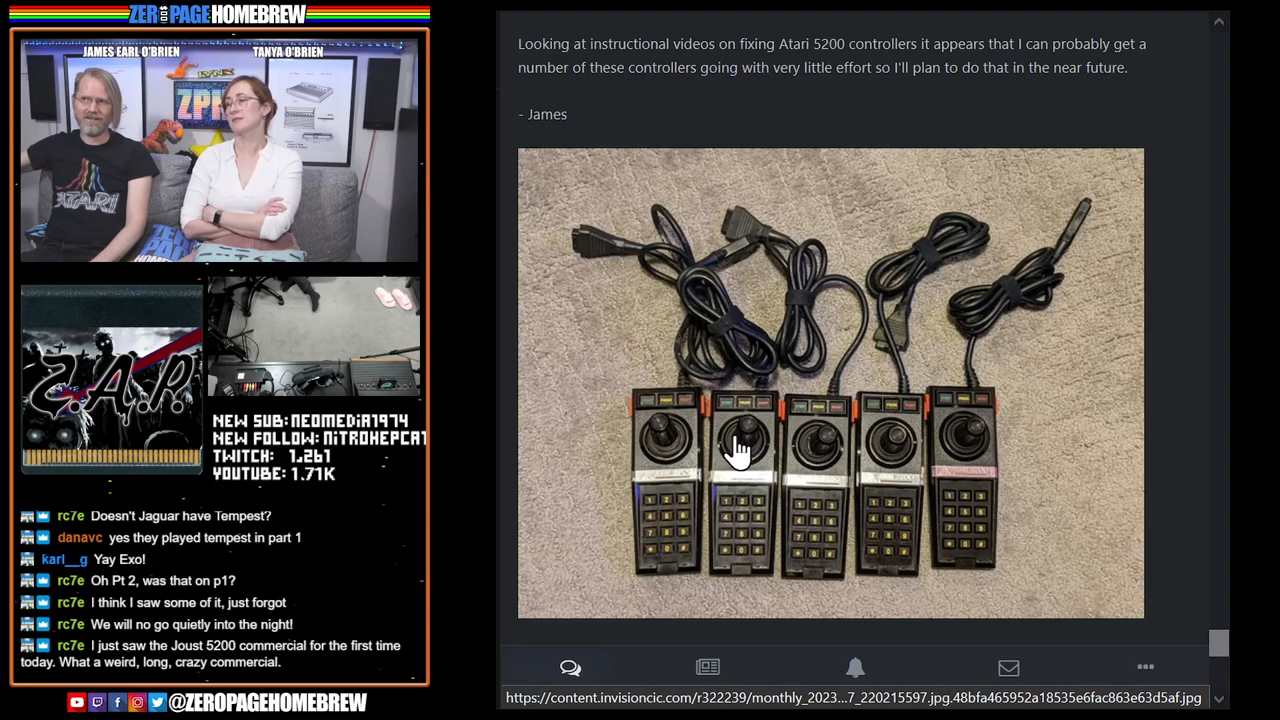 ZEROPAGEHOMEBREW
JAMES EARL O'BRIEN
TANYA O'BRIEN
LYNX
ZPH
ATARI
ZERO
PAGE
Z.A.P.
NEW SUB: NEOMEDIA1974
NEW FOLLOW: NITROHEPCAT
TWITCH: 1,261
YOUTUBE: 1.71K
rc7e Doesn't Jaguar have Tempest?
danavc yes they played tempest in part 1
karl__g Yay Exo!
rc7e Oh Pt 2, was that on p1?
rc7e I think I saw some of it, just forgot
rc7e We will no go quietly into the night!
rc7e I just saw the Joust 5200 commercial for the first time
today. What a weird, long, crazy commercial.
@ZEROPAGEHOMEBREW
Looking at instructional videos on fixing Atari 5200 controllers it appears that I can probably get a
number of these controllers going with very little effort so I'll plan to do that in the near future.
- James
https://content.invisioncic.com/r322239/monthly_2023...7_220215597.jpg.48bfa465952a18535e6fac863e63d5af.jpg